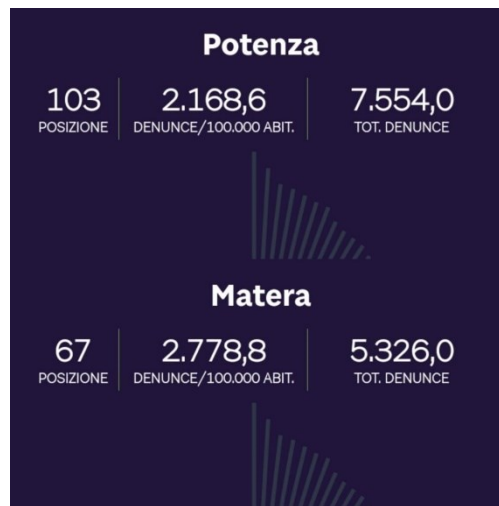 Potenza
103 2.168,6 7.554,0
POSIZIONE DENUNCE/100.000 ABIT. TOT. DENUNCE
Matera
67 2.778,8 5.326,0
POSIZIONE DENUNCE/100.000 ABIT. TOT. DENUNCE